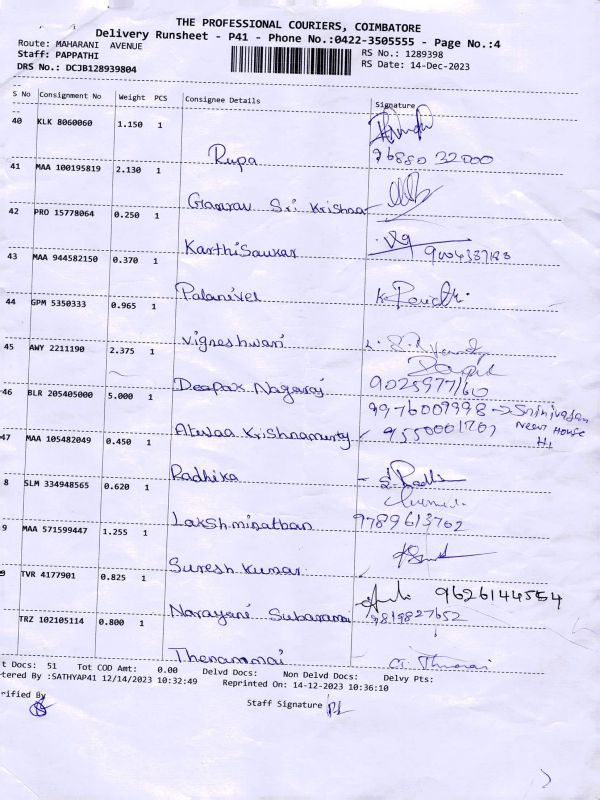 THE PROFESSIONAL COURIERS, COIMBATORE
Delivery Runsheet - P41 - Phone No.:0422-3505555 - Page No.:4
Route: MAHARANI AVENUE
RS No.: 1289398
Staff: PAPPATHI
RS Date: 14-Dec-2023
DRS No.: DCJB128939804
S No Consignment No Weight PCS Consignee Details Signature
40 KLK 8060060 1.150 1
Rupa 96880 32000
41 MAA 100195819 2.130 1
Gaurav Sri Krishnar
42 PRO 15778064 0.250 1
KarthiSankar
43 MAA 944582150 0.370 1
Palanivel
44 GPM 5350333 0.965 1
Vigneshwari
45 AWY 2211190 2.375 1
Deepak Nagaraj 9025977160
46 BLR 205405000 5.000 1
9976007998 → Srinivasan
New House
H1
Krishnamurty 9550001707
47 MAA 105482049 0.450 1
Radhika
8 SLM 334948565 0.620 1
Lakshminathan 9789613702
9 MAA 571599447 1.255 1
Suresh Kumar
TVR 4177901 0.825 1
9626144554
Narayani 9819827652
TRZ 102105114 0.800 1
Thenammai
t Docs: 51 Tot COD Amt: 0.00 Delvd Docs: Non Delvd Docs: Delvy Pts:
tered By :SATHYAP41 12/14/2023 10:32:49 Reprinted On: 14-12-2023 10:36:10
rified By
Staff Signature